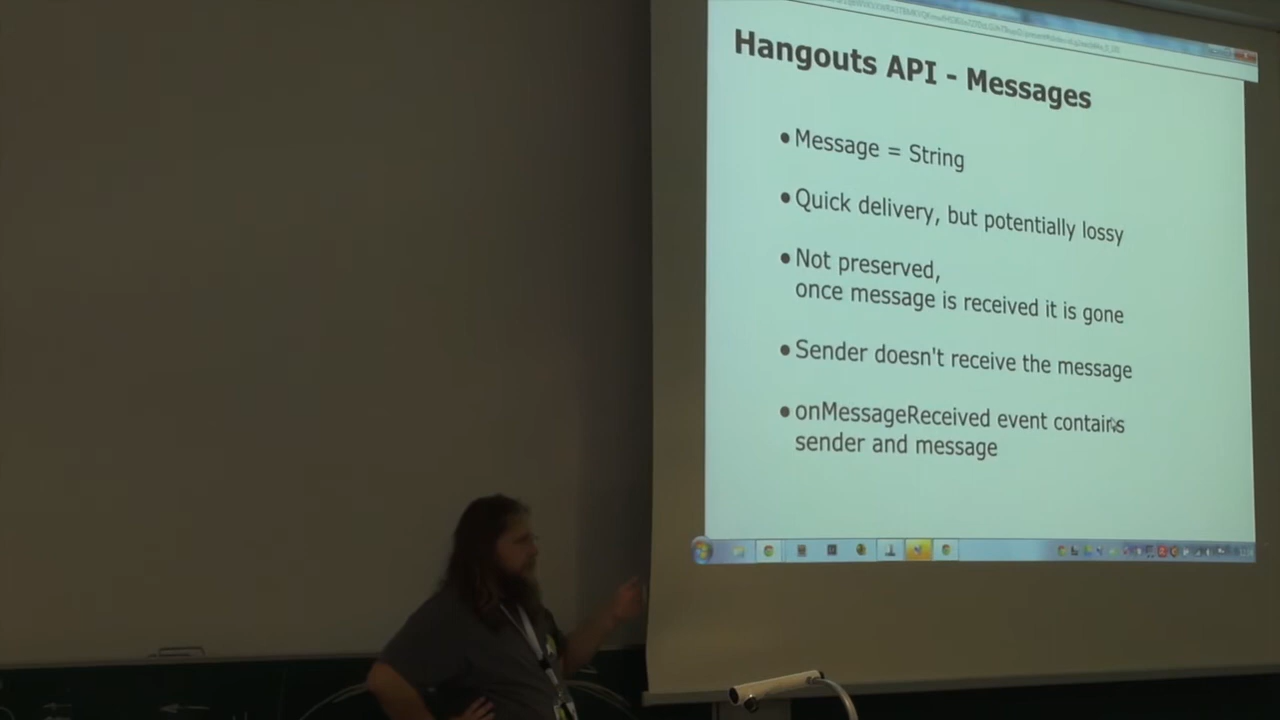 Hangouts API - Messages
●Message = String
●Quick delivery, but potentially lossy
●Not preserved,
once message is received it is gone
●Sender doesn't receive the message
●onMessageReceived event contains
sender and message